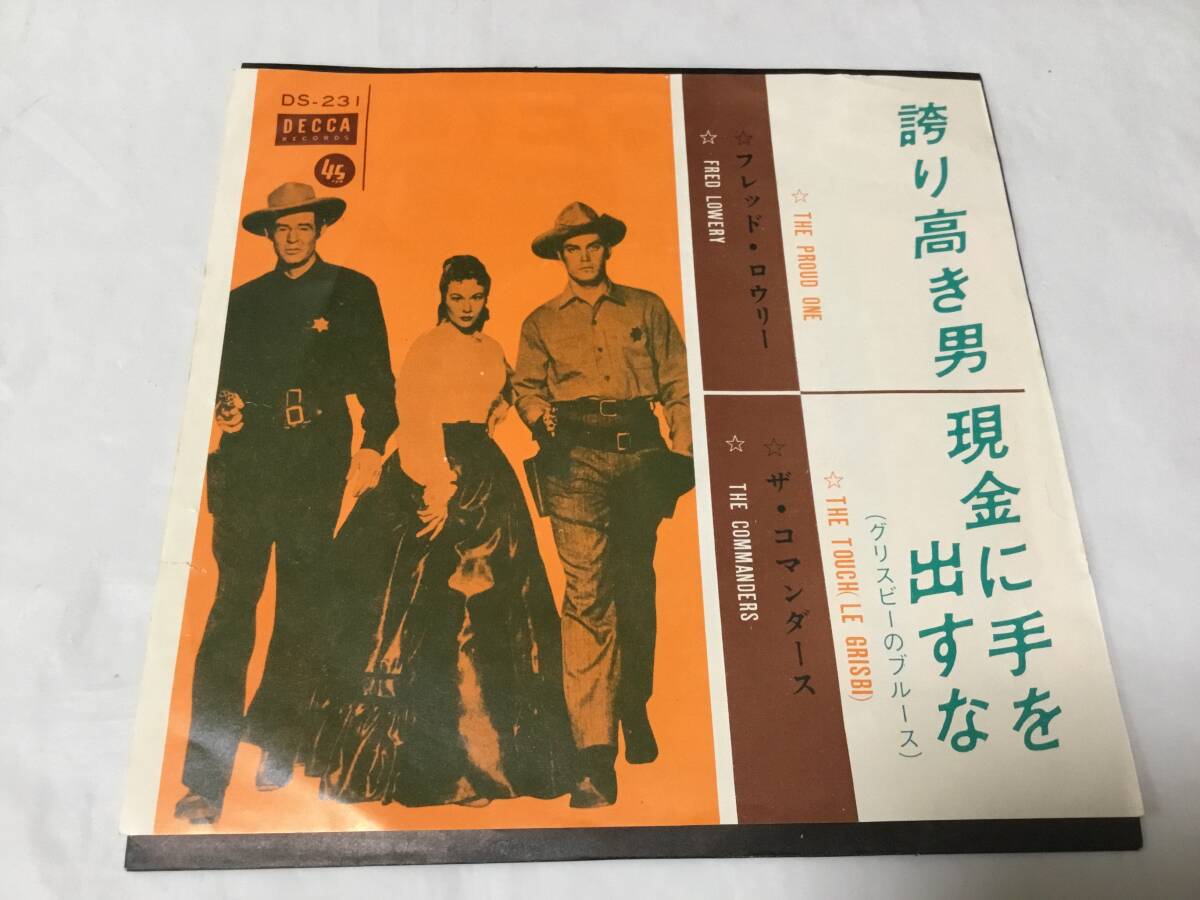 DS-231
DECCA
RECORDS
45
誇り高き男
☆ THE PROUD ONE
☆ フレッド・ロウリー
☆ FRED LOWERY
現金に手を
出すな
(グリスビーのブルース)
☆ THE TOUCH(LE GRISBI)
☆ ザ・コマンダース
☆ THE COMMANDERS